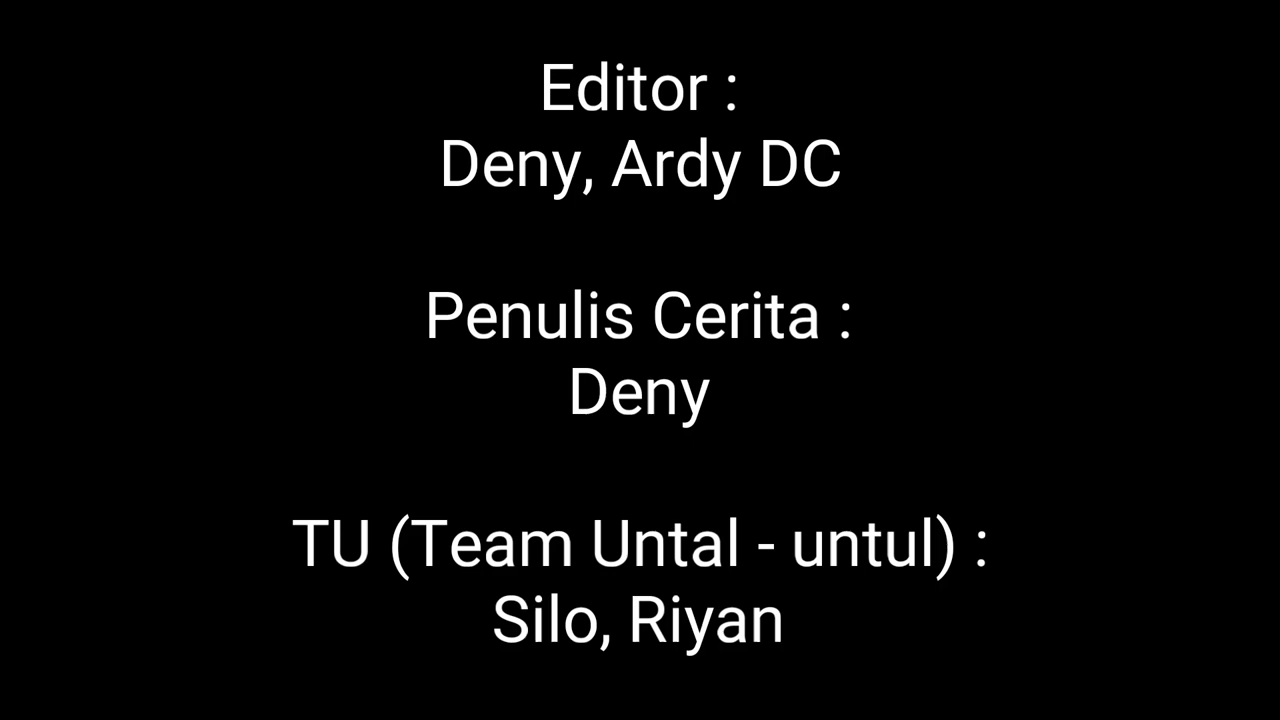 Editor :
Deny, Ardy DC
Penulis Cerita :
Deny
TU (Team Untal - untul) :
Silo, Riyan